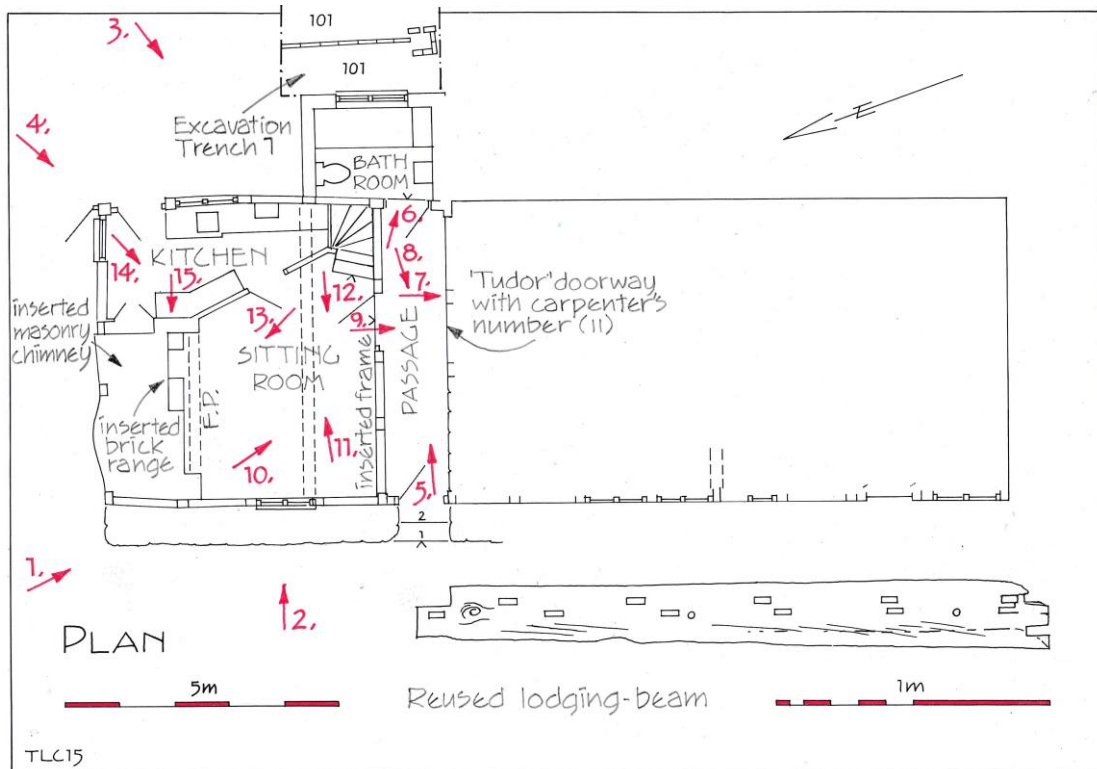 3.
101
101
4.
Excavation
Trench 1
N
BATH
ROOM
6.
KITCHEN
8.
14.
15.
7.
12.
'Tudor' doorway
with carpenter's
number (11)
inserted
masonry
chimney
13.
9.
SITTING
ROOM
PASSAGE
F.P.
inserted frame
inserted
brick
range
10.
11.
5.
2
1
1.
2.
PLAN
5m
Reused lodging-beam
1m
TLC15